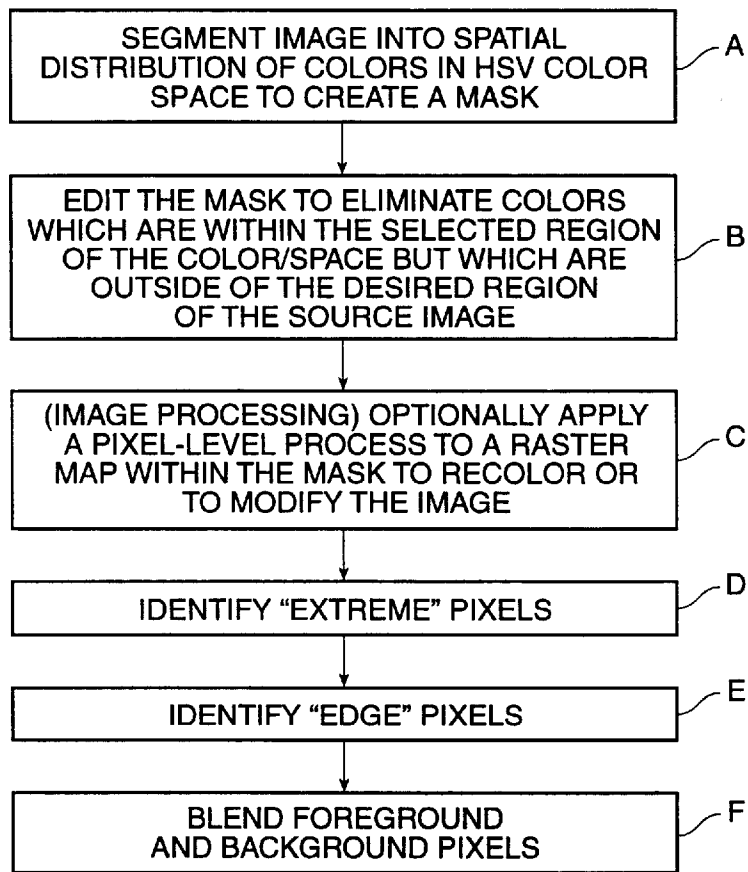 SEGMENT IMAGE INTO SPATIAL
DISTRIBUTION OF COLORS IN HSV COLOR
SPACE TO CREATE A MASK
A
EDIT THE MASK TO ELIMINATE COLORS
WHICH ARE WITHIN THE SELECTED REGION
OF THE COLOR/SPACE BUT WHICH ARE
OUTSIDE OF THE DESIRED REGION
OF THE SOURCE IMAGE
B
(IMAGE PROCESSING) OPTIONALLY APPLY
A PIXEL-LEVEL PROCESS TO A RASTER
MAP WITHIN THE MASK TO RECOLOR OR
TO MODIFY THE IMAGE
C
IDENTIFY “EXTREME” PIXELS
D
IDENTIFY “EDGE” PIXELS
E
BLEND FOREGROUND
AND BACKGROUND PIXELS
F